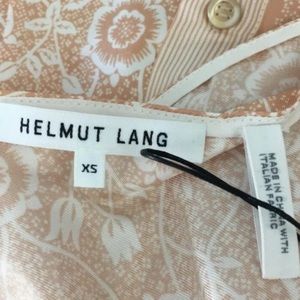 HELMUT LANG
XS
MADE IN CHINA WITH
ITALIAN FABRIC